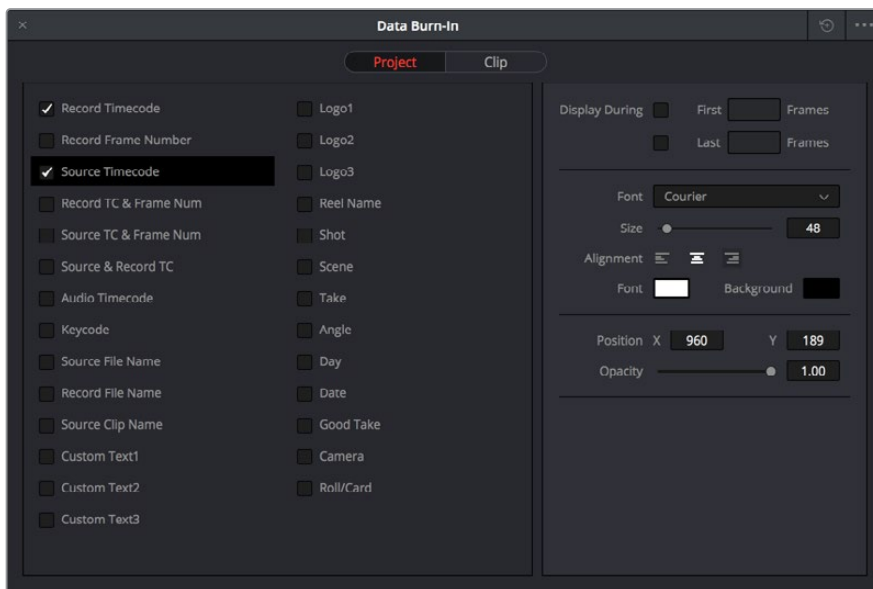 Data Burn-In
Project Clip
Record Timecode
Record Frame Number
Source Timecode
Record TC & Frame Num
Source TC & Frame Num
Source & Record TC
Audio Timecode
Keycode
Source File Name
Record File Name
Source Clip Name
Custom Text1
Custom Text2
Custom Text3
Logo1
Logo2
Logo3
Reel Name
Shot
Scene
Take
Angle
Day
Date
Good Take
Camera
Roll/Card
Display During First Frames
Last Frames
Font Courier
Size 48
Alignment
Font Background
Position X 960 Y 189
Opacity 1.00